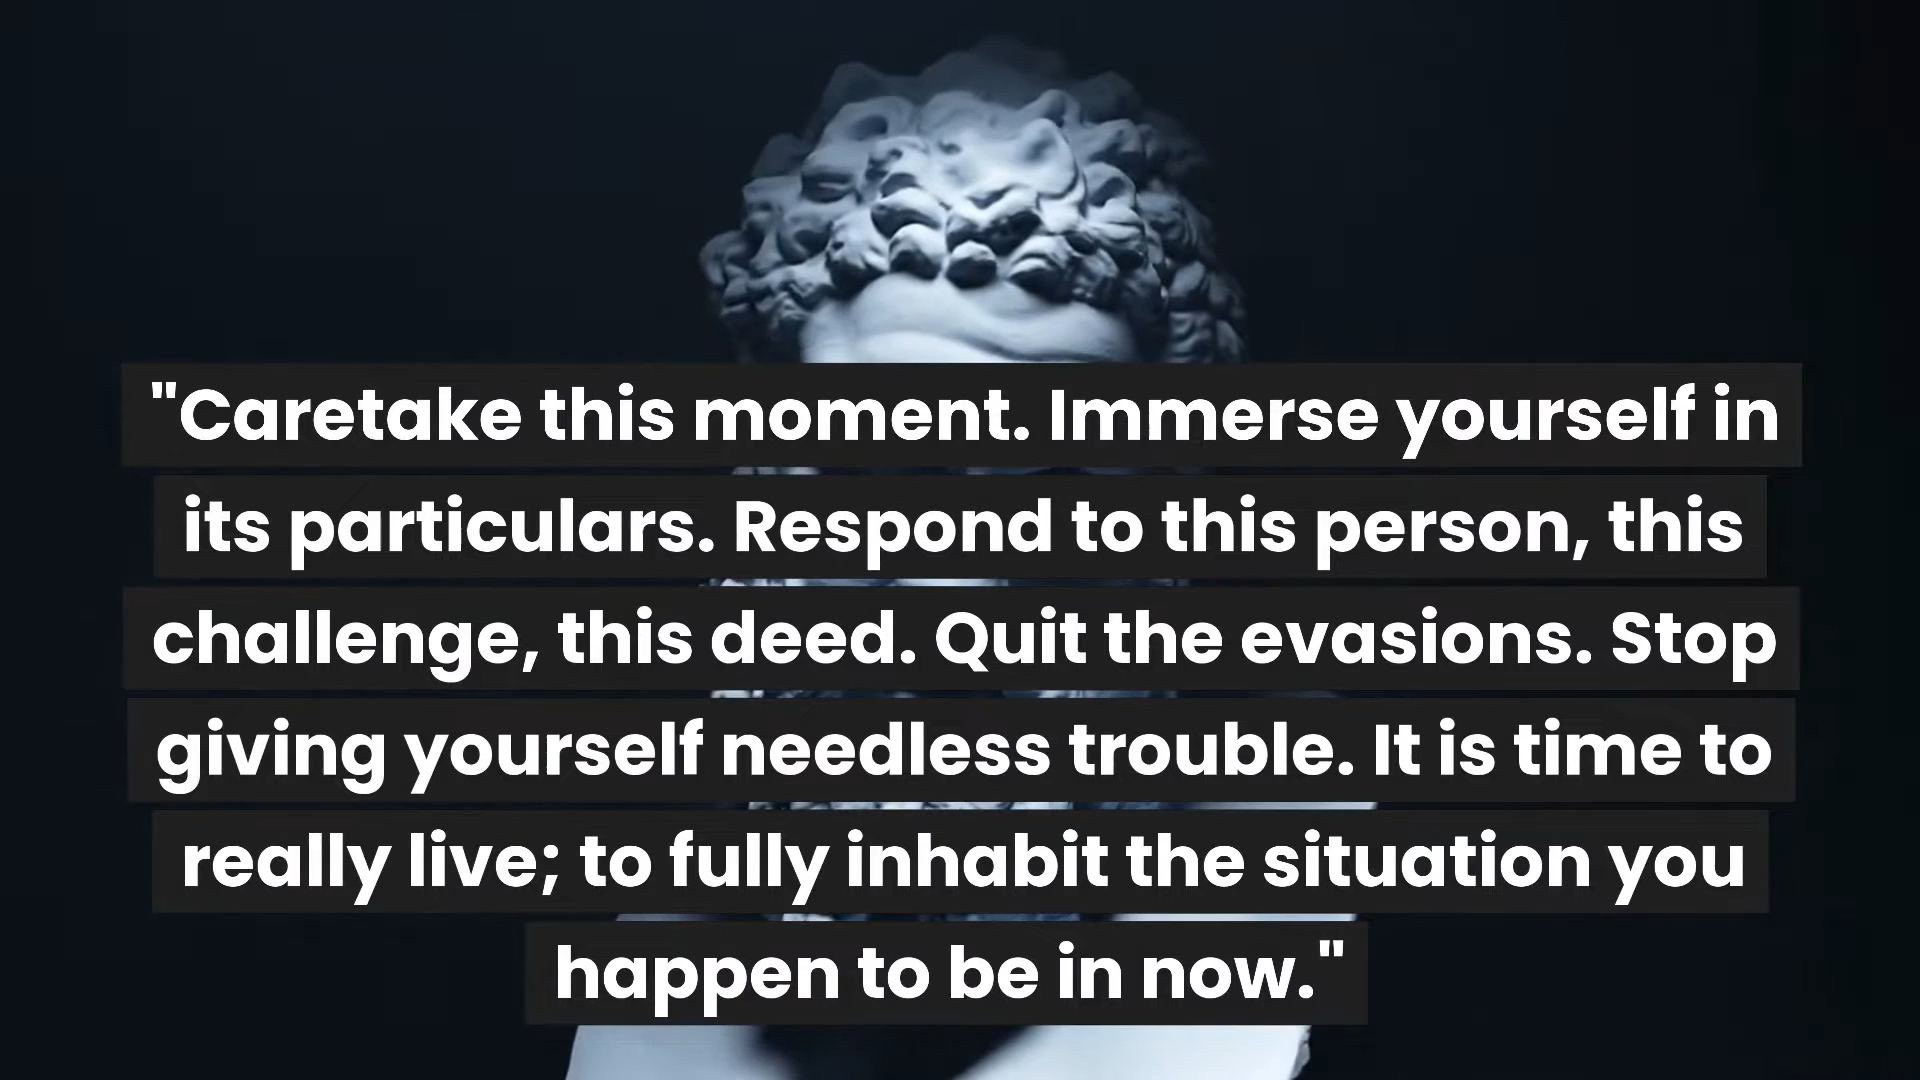 "Caretake this moment. Immerse yourself in
its particulars. Respond to this person, this
challenge, this deed. Quit the evasions. Stop
giving yourself needless trouble. It is time to
really live; to fully inhabit the situation you
happen to be in now."